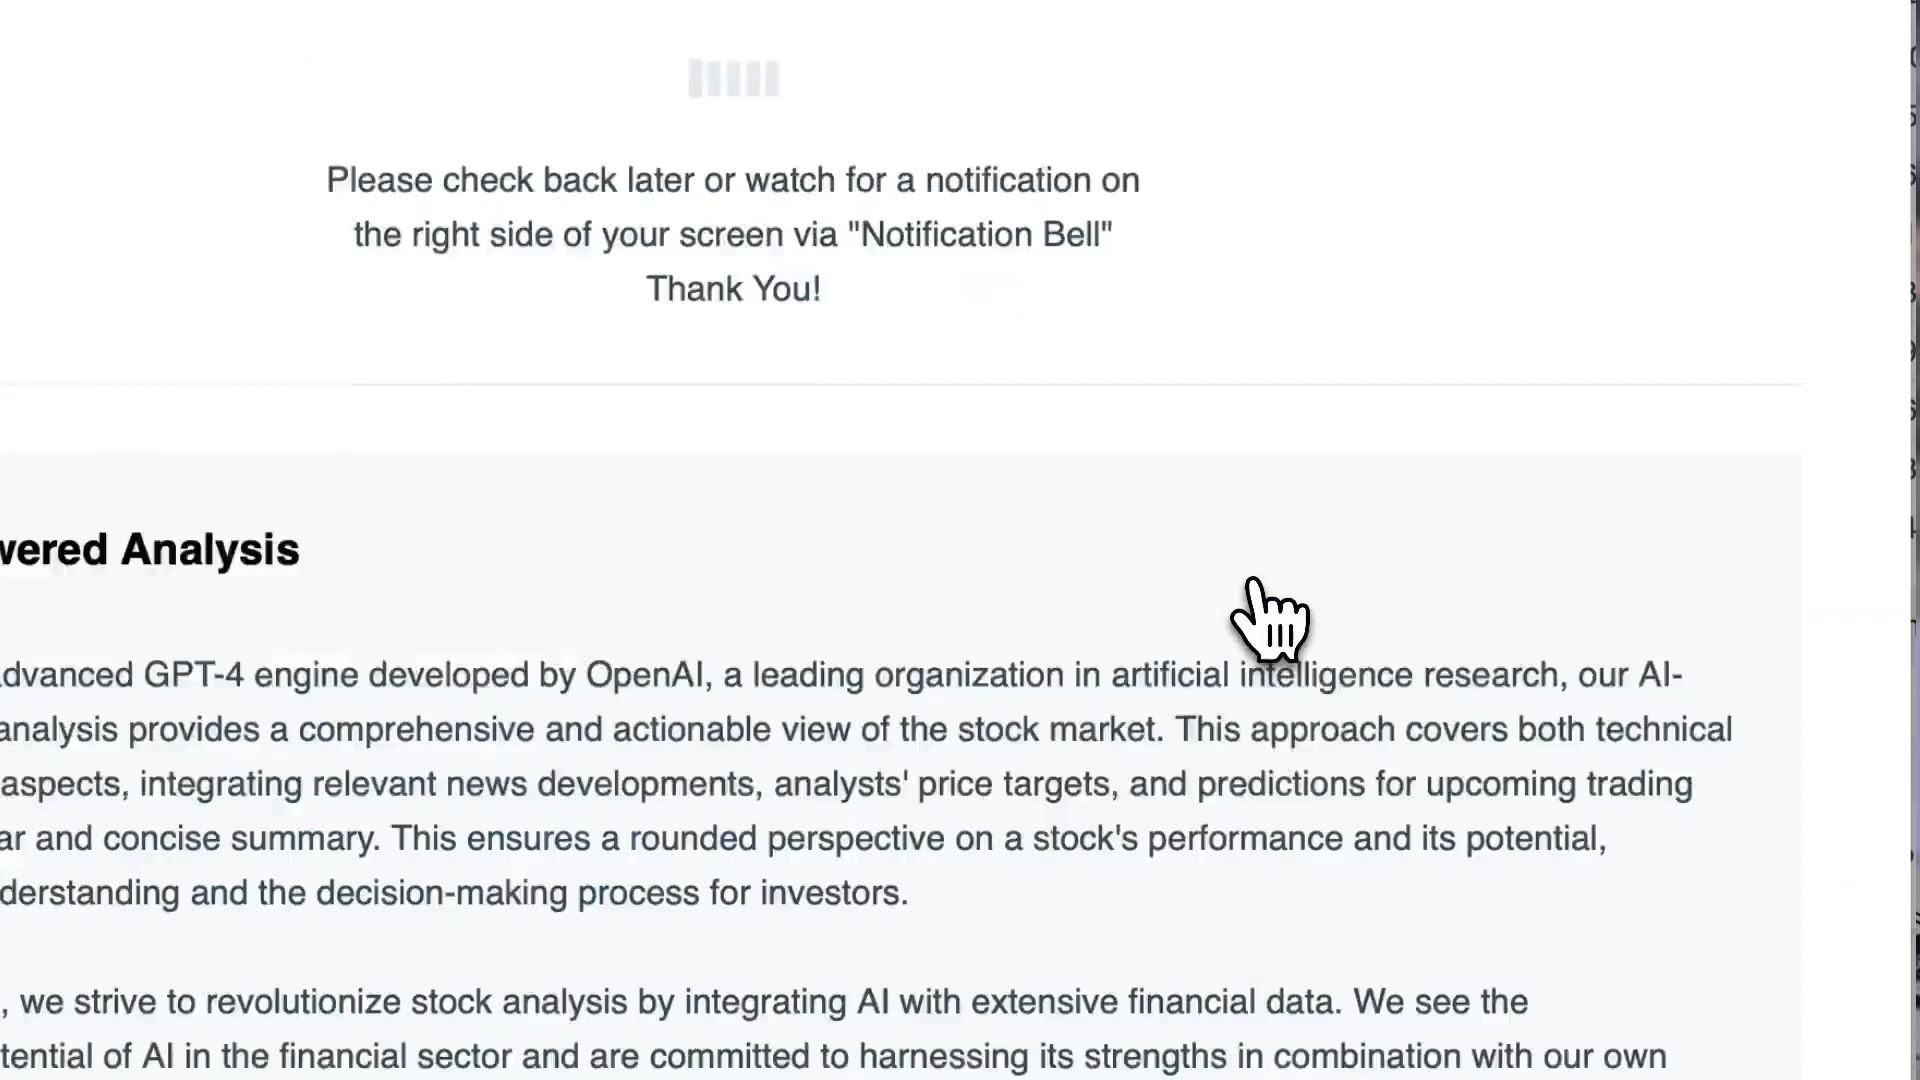 Please check back later or watch for a notification on
the right side of your screen via "Notification Bell"
Thank You!
wered Analysis
dvanced GPT-4 engine developed by OpenAI, a leading organization in artificial intelligence research, our AI-
analysis provides a comprehensive and actionable view of the stock market. This approach covers both technical
aspects, integrating relevant news developments, analysts' price targets, and predictions for upcoming trading
ar and concise summary. This ensures a rounded perspective on a stock's performance and its potential,
derstanding and the decision-making process for investors.
, we strive to revolutionize stock analysis by integrating AI with extensive financial data. We see the
tential of AI in the financial sector and are committed to harnessing its strengths in combination with our own